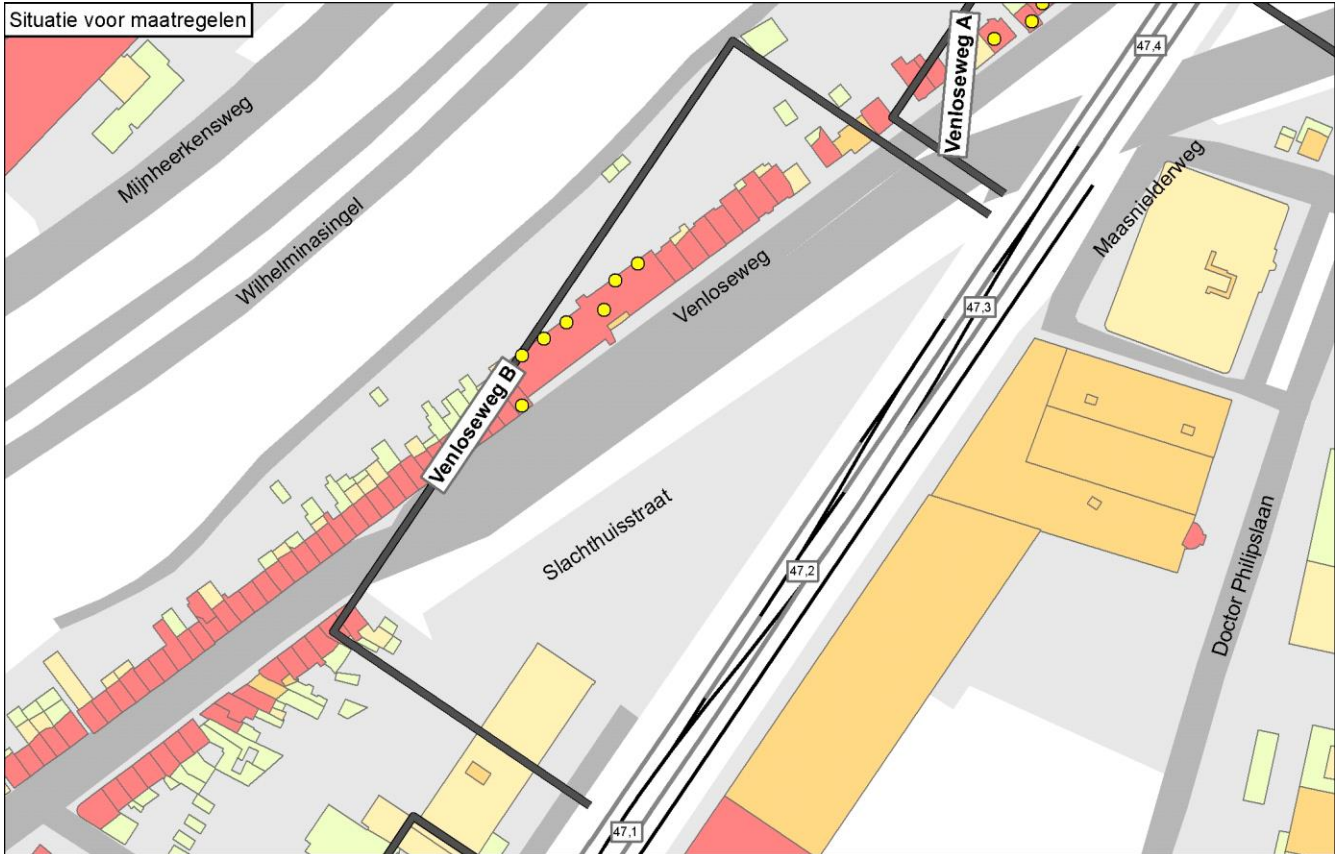 Situatie voor maatregelen
Venloseweg A
47,4
Mijnheerkensweg
Maasnielderweg
Wilhelminasingel
Venloseweg
47,3
Venloseweg B
Slachthuisstraat
47,2
Doctor Philipslaan
47,1